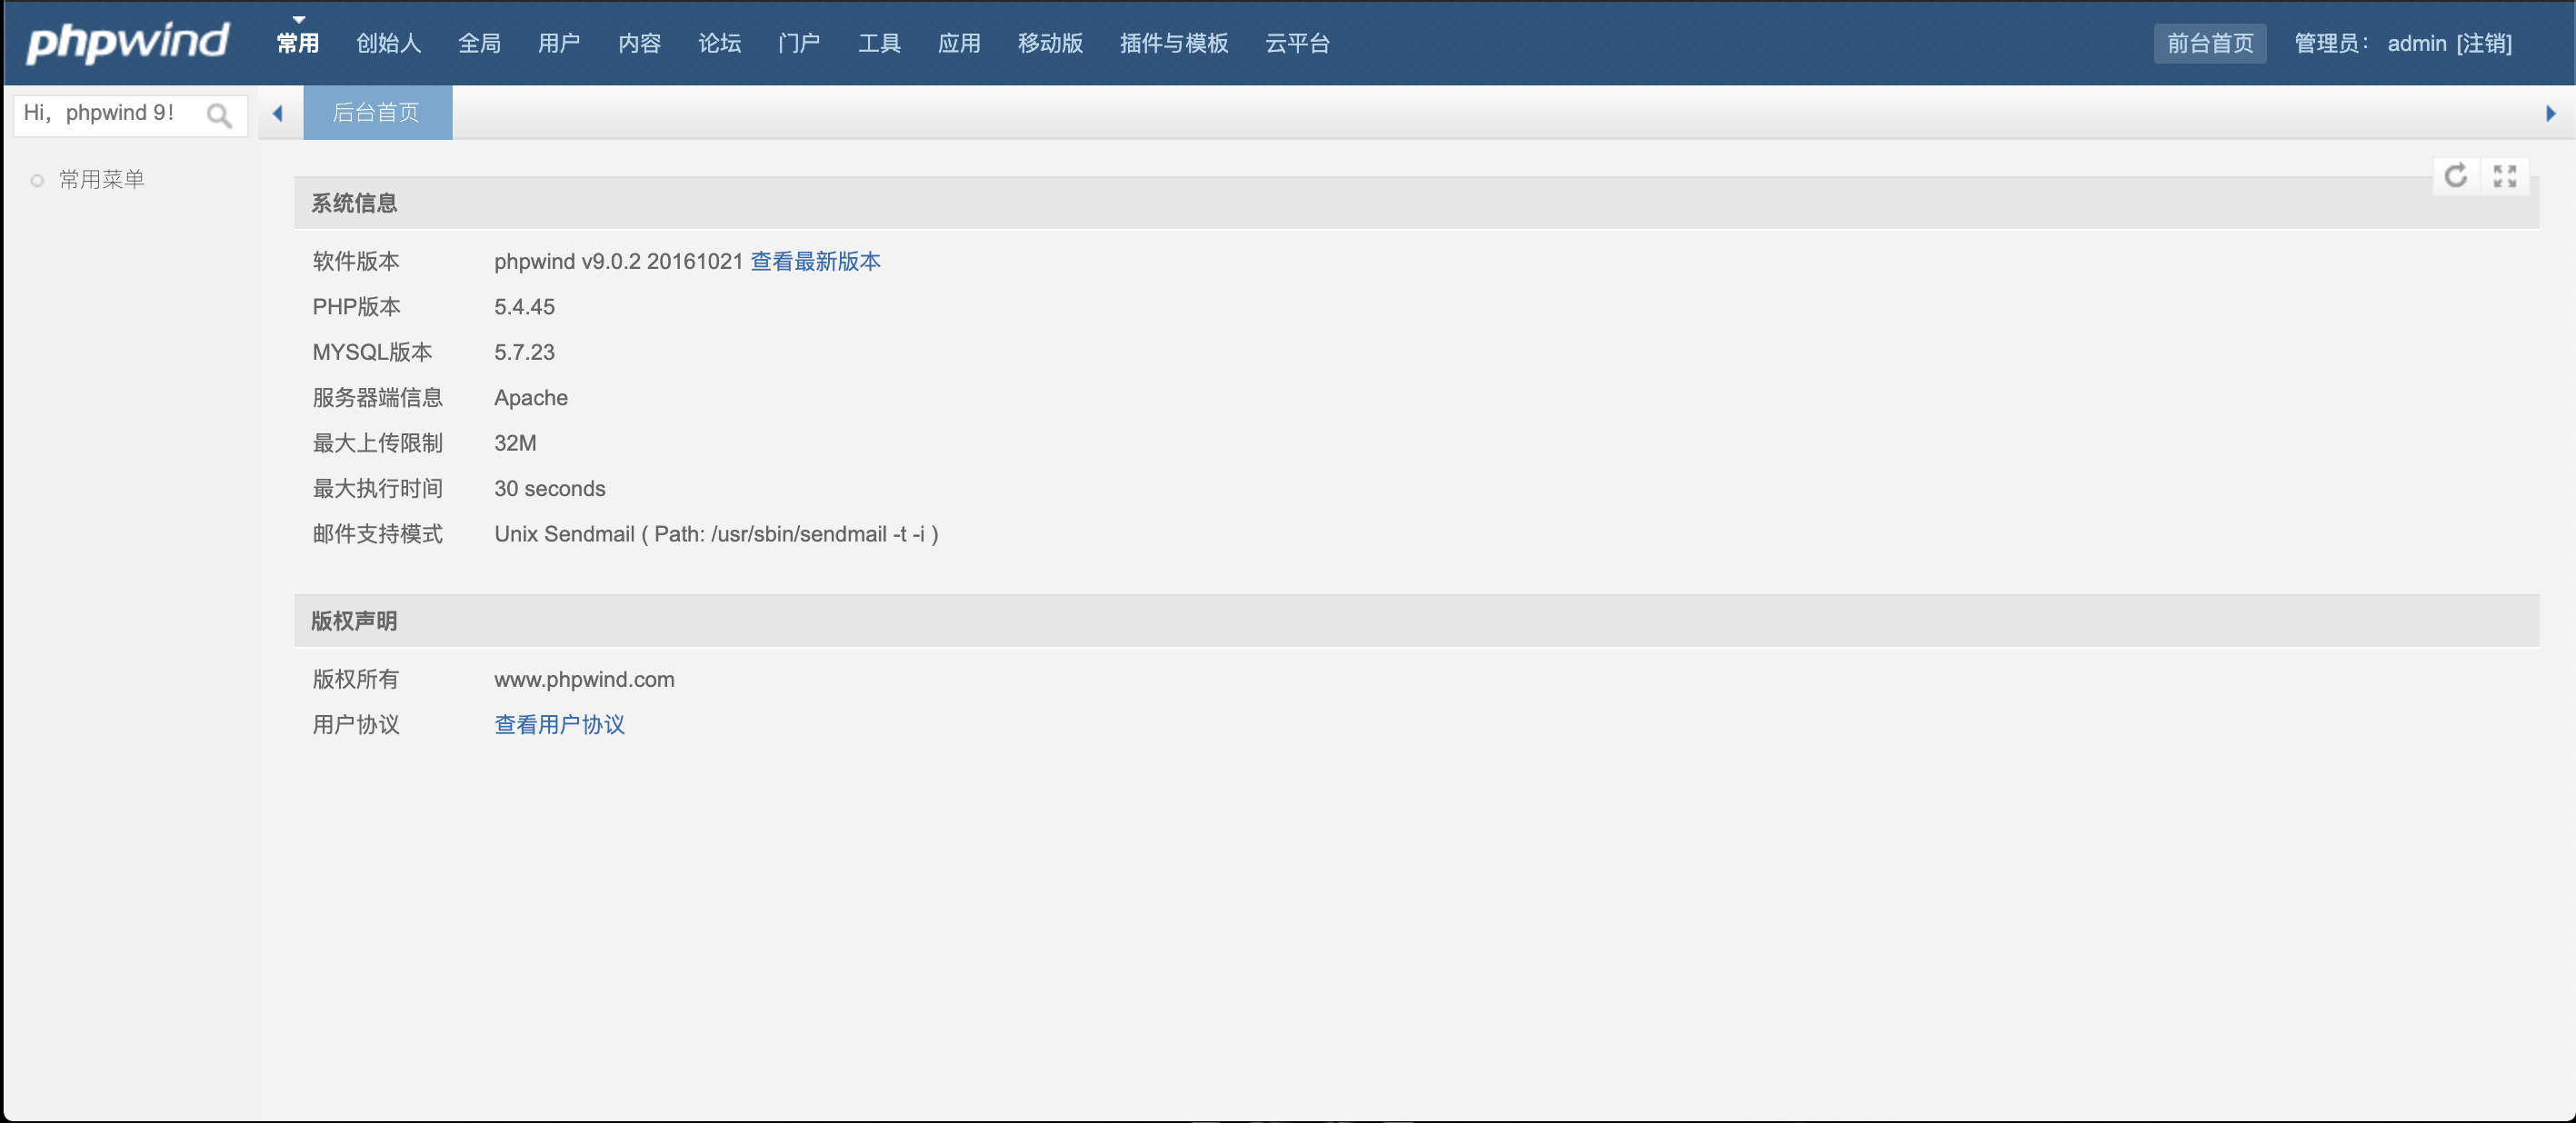 phpwind 常用 创始人 全局 用户 内容 论坛 门户 工具 应用 移动版 插件与模板 云平台 前台首页 管理员： admin [注销]
Hi，phpwind 9！ 后台首页
常用菜单
系统信息
软件版本 phpwind v9.0.2 20161021 查看最新版本
PHP版本 5.4.45
MYSQL版本 5.7.23
服务器端信息 Apache
最大上传限制 32M
最大执行时间 30 seconds
邮件支持模式 Unix Sendmail ( Path: /usr/sbin/sendmail -t -i )
版权声明
版权所有 www.phpwind.com
用户协议 查看用户协议